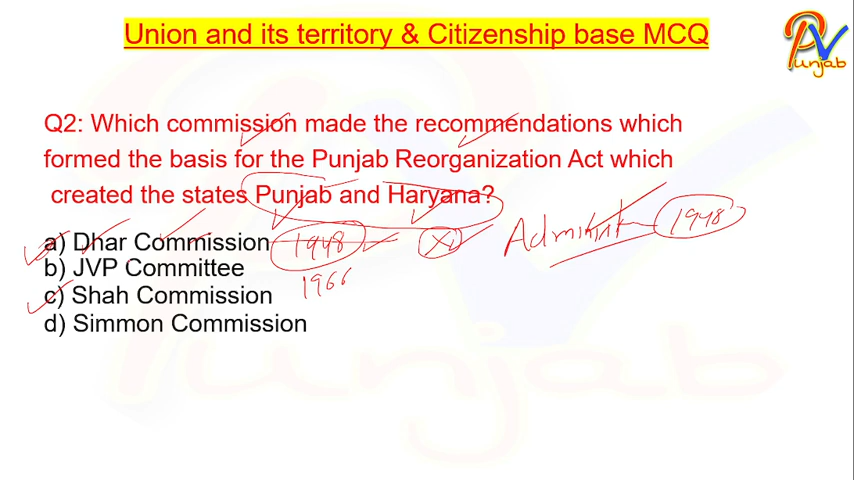 Union and its territory & Citizenship base MCQ
Punjab
Q2: Which commission made the recommendations which
formed the basis for the Punjab Reorganization Act which
created the states Punjab and Haryana?
a) Dhar Commission 1948
1948
b) JVP Committee
1966
c) Shah Commission
d) Simmon Commission